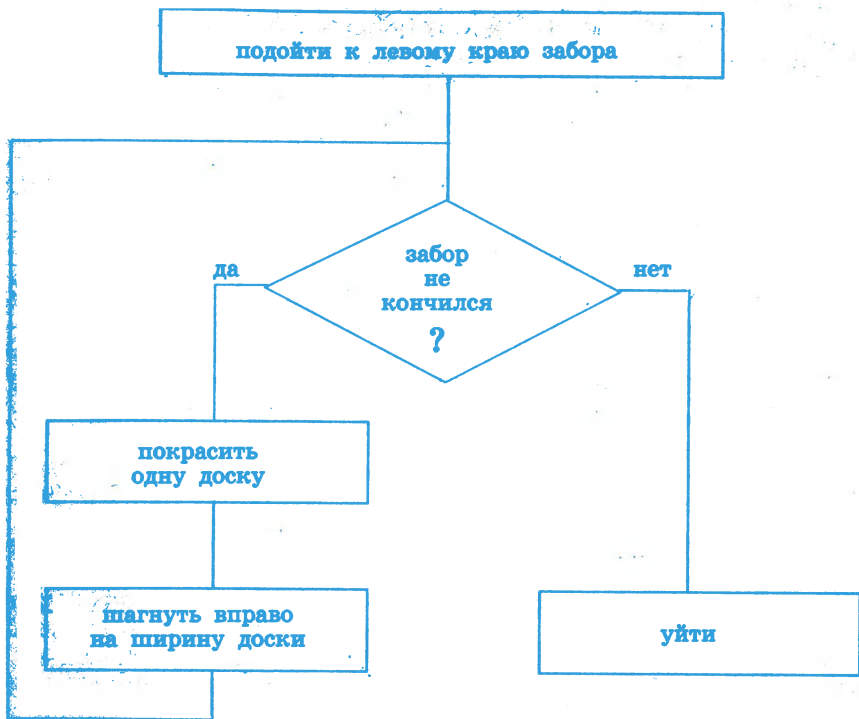 подойти к левому краю забора
забор
не
кончился
?
да
нет
покрасить
одну доску
шагнуть вправо
на ширину доски
уйти